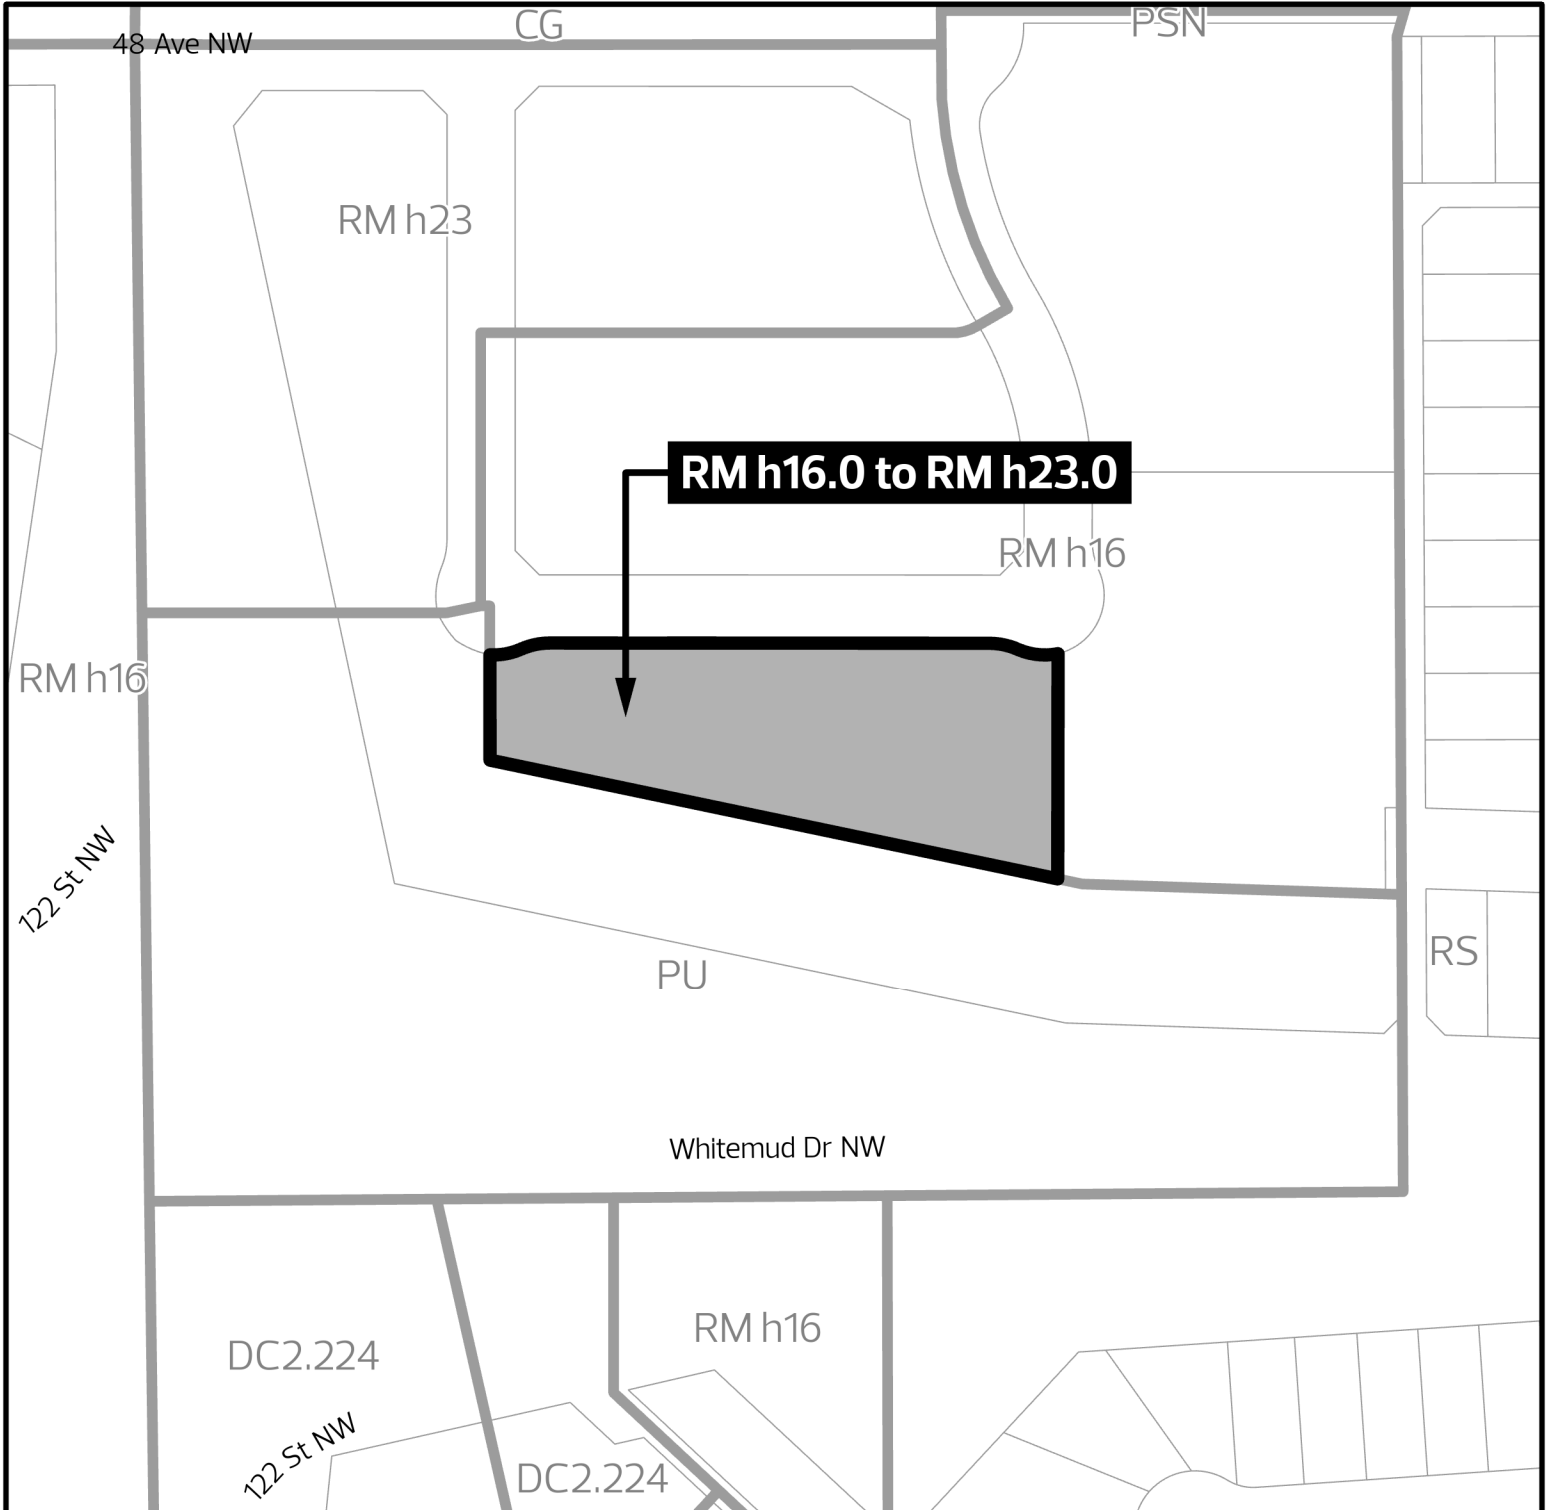 CG
PSN
48 Ave NW
RM h23
RM h16.0 to RM h23.0
RM h16
RM h16
122 St NW
RS
PU
Whitemud Dr NW
RM h16
DC2.224
122 St NW
DC2.224